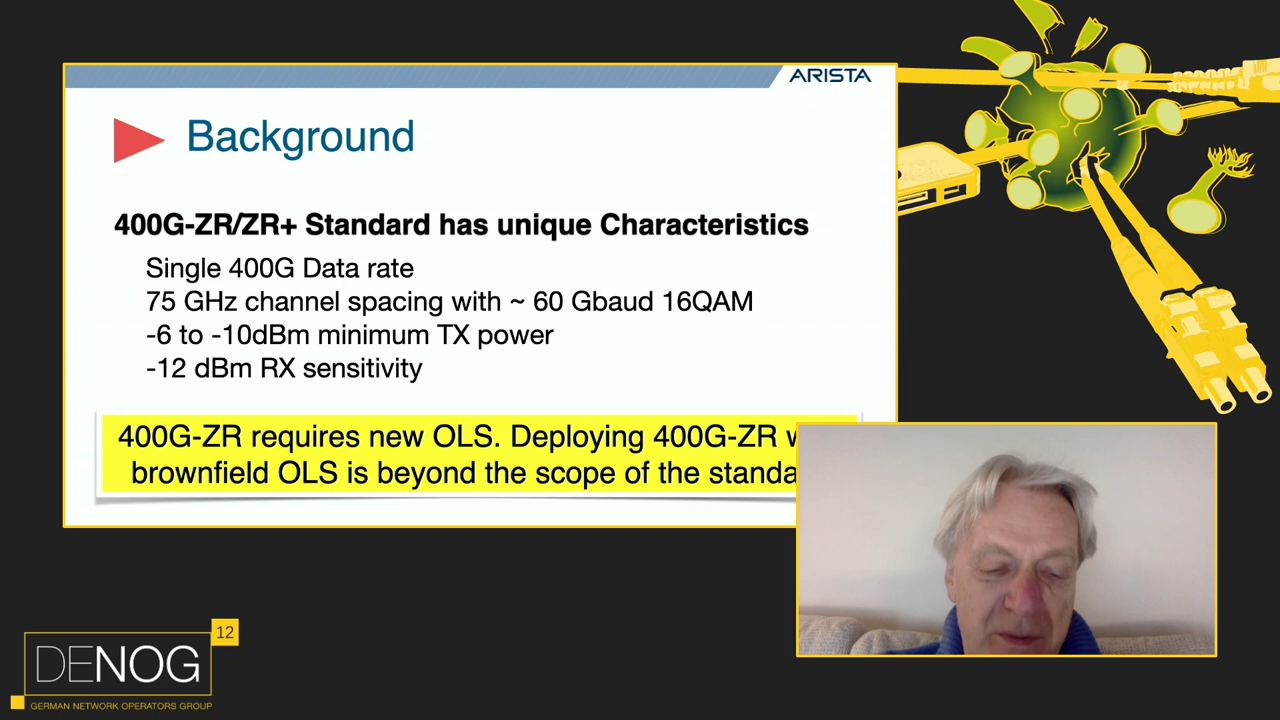 ARISTA
Background
400G-ZR/ZR+ Standard has unique Characteristics
Single 400G Data rate
75 GHz channel spacing with ~ 60 Gbaud 16QAM
-6 to -10dBm minimum TX power
-12 dBm RX sensitivity
400G-ZR requires new OLS. Deploying 400G-ZR
brownfield OLS is beyond the scope of the
12
DENOG
GERMAN NETWORK OPERATORS GROUP